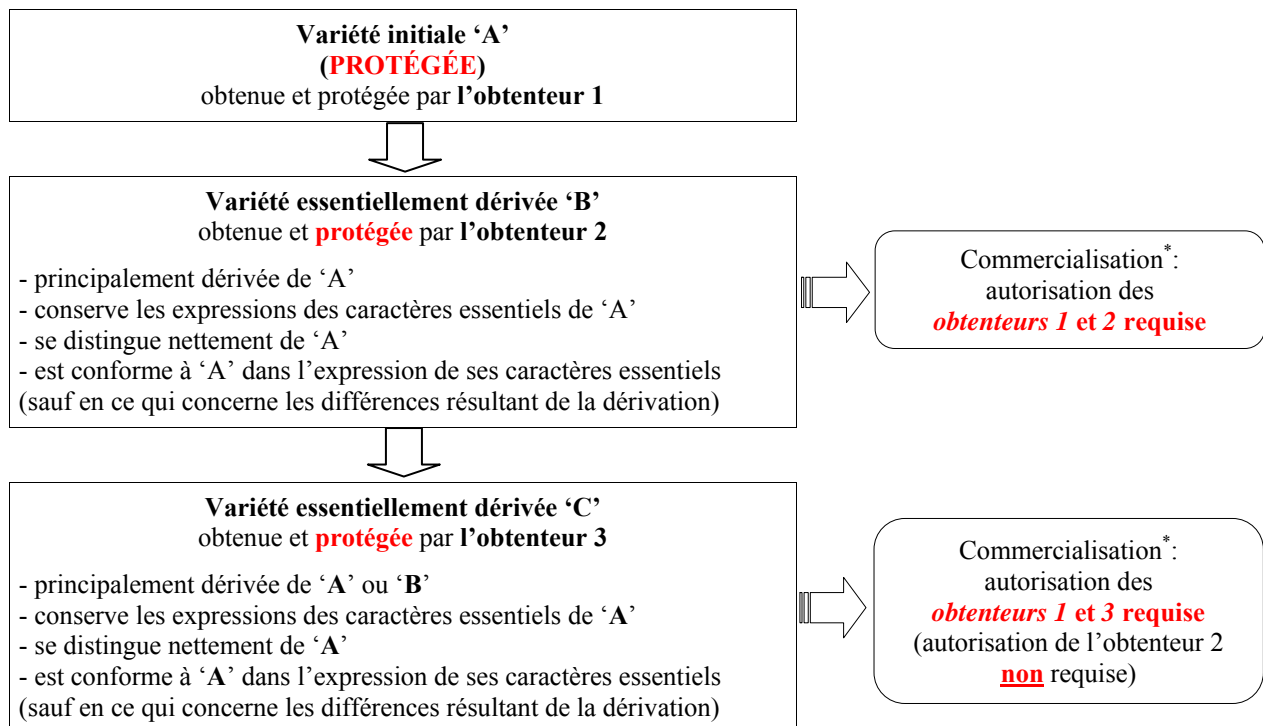 Variété initiale ‘A’
(PROTÉGÉE)
obtenue et protégée par l’obtenteur 1
Variété essentiellement dérivée ‘B’
obtenue et protégée par l’obtenteur 2
- principalement dérivée de ‘A’
- conserve les expressions des caractères essentiels de ‘A’
- se distingue nettement de ‘A’
- est conforme à ‘A’ dans l’expression de ses caractères essentiels
(sauf en ce qui concerne les différences résultant de la dérivation)
Commercialisation*:
autorisation des
obtenteurs 1 et 2 requise
Variété essentiellement dérivée ‘C’
obtenue et protégée par l’obtenteur 3
- principalement dérivée de ‘A’ ou ‘B’
- conserve les expressions des caractères essentiels de ‘A’
- se distingue nettement de ‘A’
- est conforme à ‘A’ dans l’expression de ses caractères essentiels
(sauf en ce qui concerne les différences résultant de la dérivation)
Commercialisation*:
autorisation des
obtenteurs 1 et 3 requise
(autorisation de l’obtenteur 2
non requise)